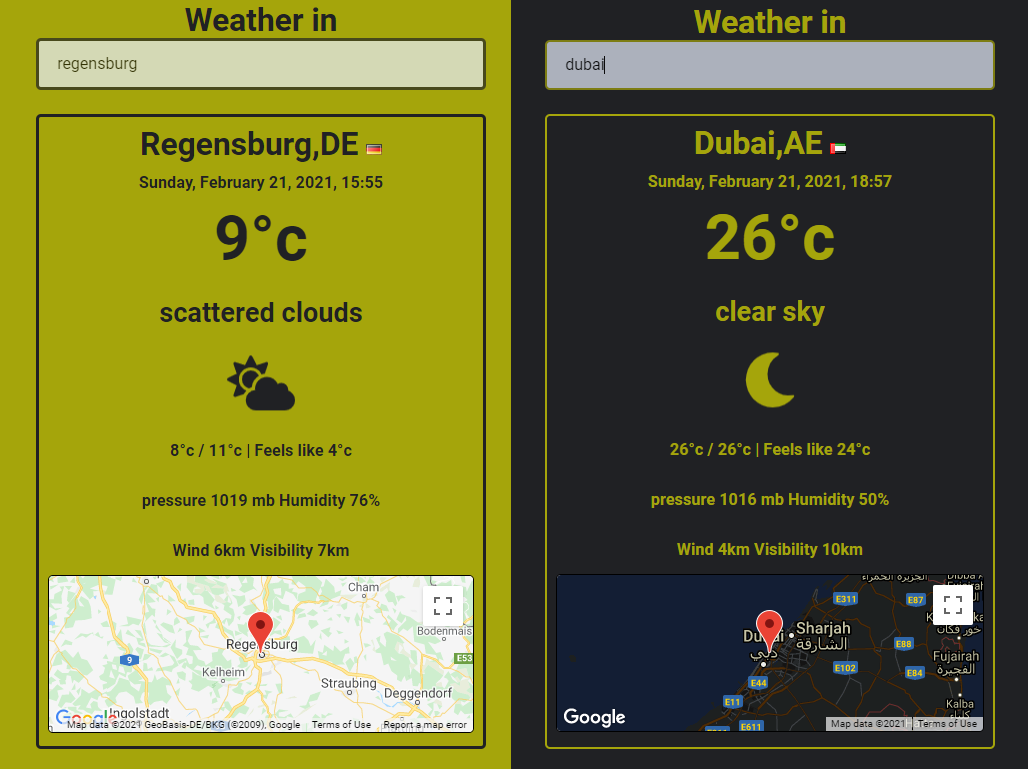 Weather in
regensburg
Regensburg,DE
Sunday, February 21, 2021, 15:55
9°c
scattered clouds
8°c / 11°c | Feels like 4°c
pressure 1019 mb Humidity 76%
Wind 6km Visibility 7km
Cham
Bodenmais
Regensburg
9
E53
Kelheim
Straubing
Deggendorf
Ingolstadt
Google
Map data ©2021 GeoBasis-DE/BKG (©2009), Google
Terms of Use
Report a map error
Weather in
dubai
Dubai,AE
Sunday, February 21, 2021, 18:57
26°c
clear sky
26°c / 26°c | Feels like 24°c
pressure 1016 mb Humidity 50%
Wind 4km Visibility 10km
الجزيرة الحمراء
E311
E87
Dubai
دبي
Sharjah
الشارقة
خور فكان
E88
E102
Fujairah
الفجيرة
E84
E44
E11
Kalba
كلباء
E611
Google
Map data ©2021
Terms of Use